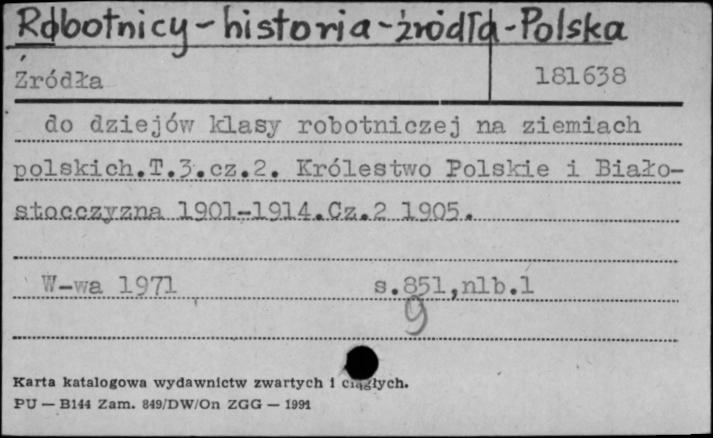 Robotnicy - historia - źródła - Polska
Źródła 181638
do dziejów klasy robotniczej na ziemiach
polskich.T.3.cz.2. Królestwo Polskie i Biało-
stocczyzna 1901-1914.Cz.2 1905.
W-wa 1971 s.851,nlb.1
9
Karta katalogowa wydawnictw zwartych i ciągłych.
PU — B144 Zam. 849/DW/On ZGG — 1991